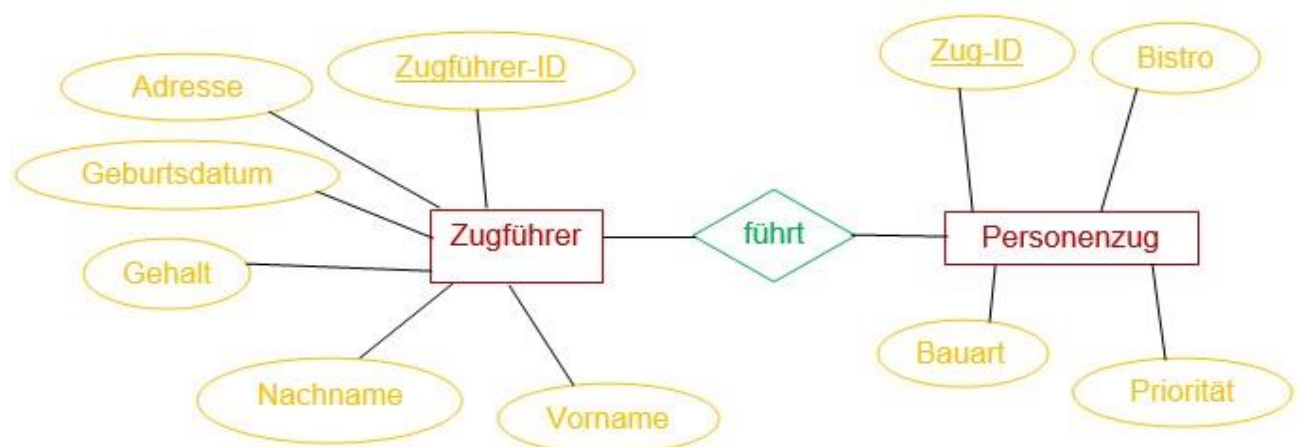 Zug-ID
Zugführer-ID
Bistro
Adresse
Geburtsdatum
Zugführer
führt
Personenzug
Gehalt
Bauart
Nachname
Vorname
Priorität